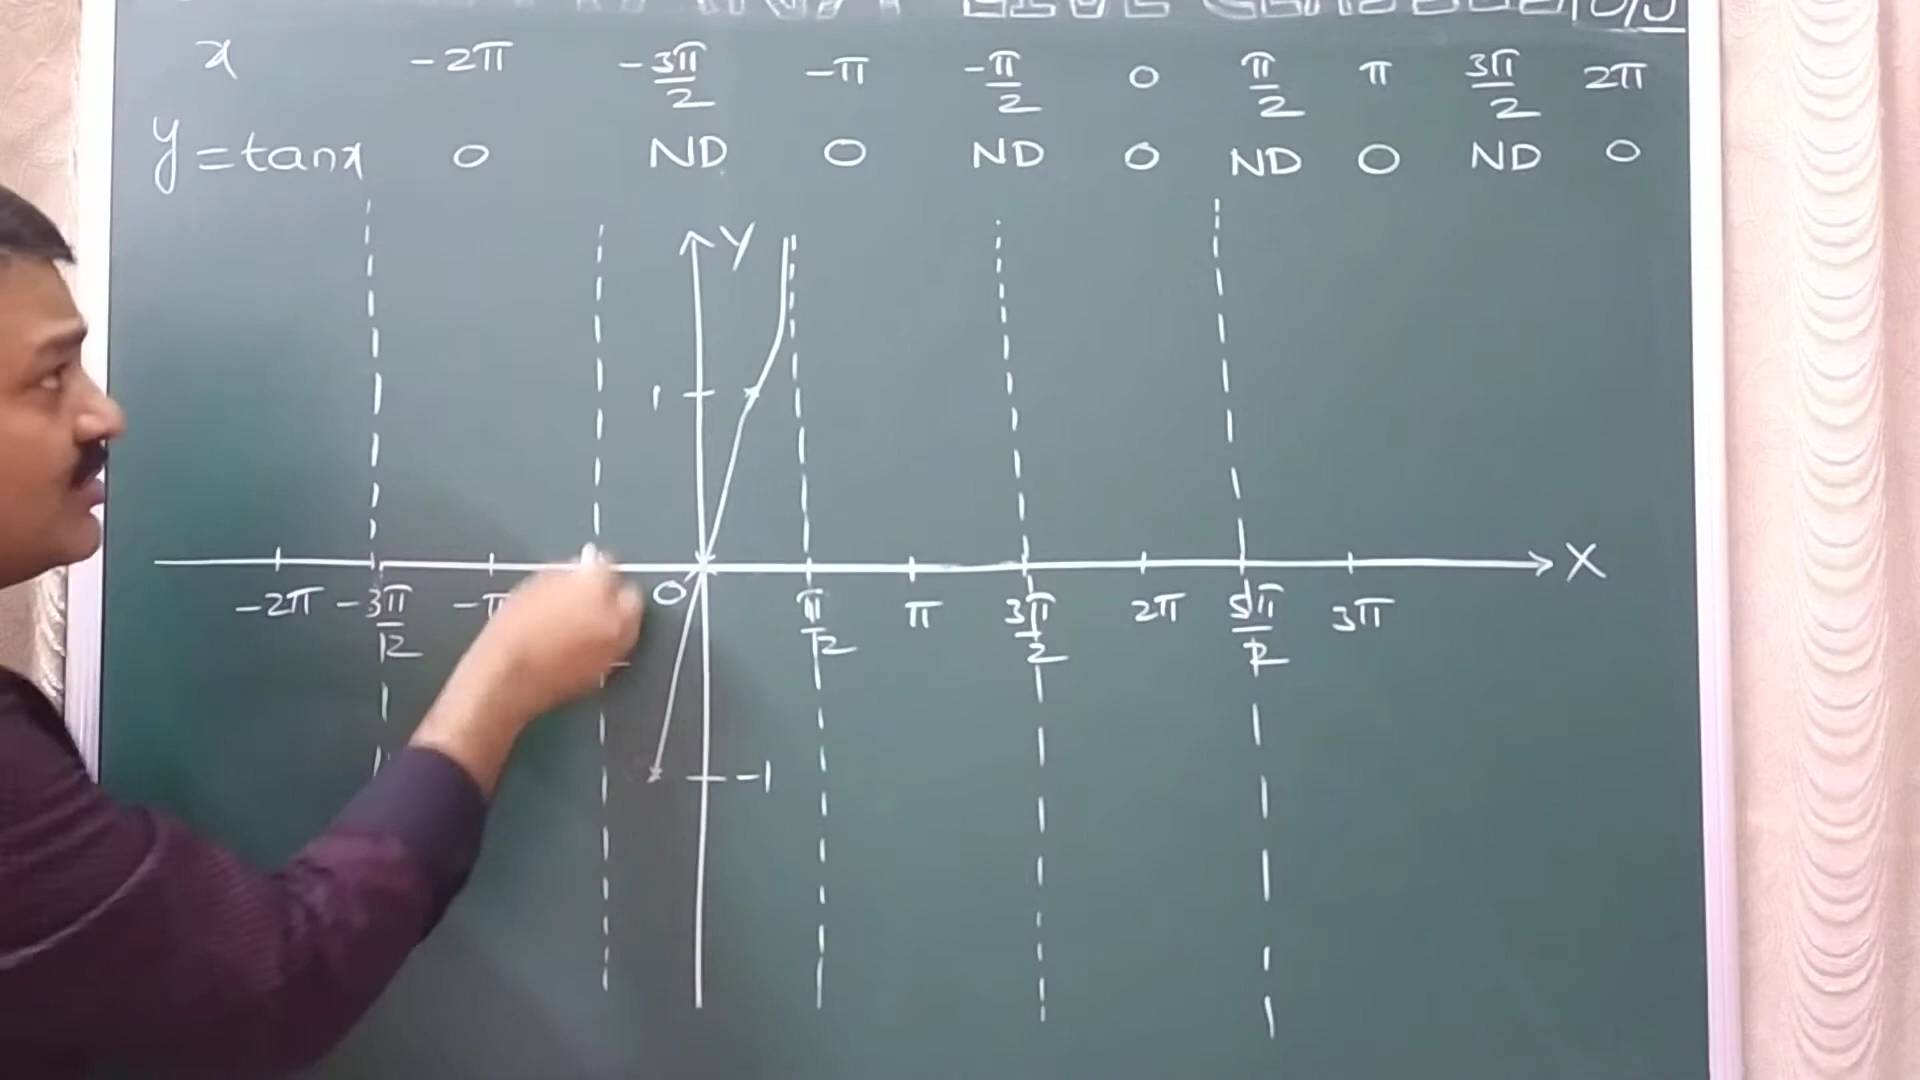 x -2π -3π/2 -π -π/2 0 π/2 π 3π/2 2π
y = tanx 0 ND 0 ND 0 ND 0 ND 0
Y
1
X
-2π -3π/2 -π 0 π/2 π 3π/2 2π 5π/2 3π
-1